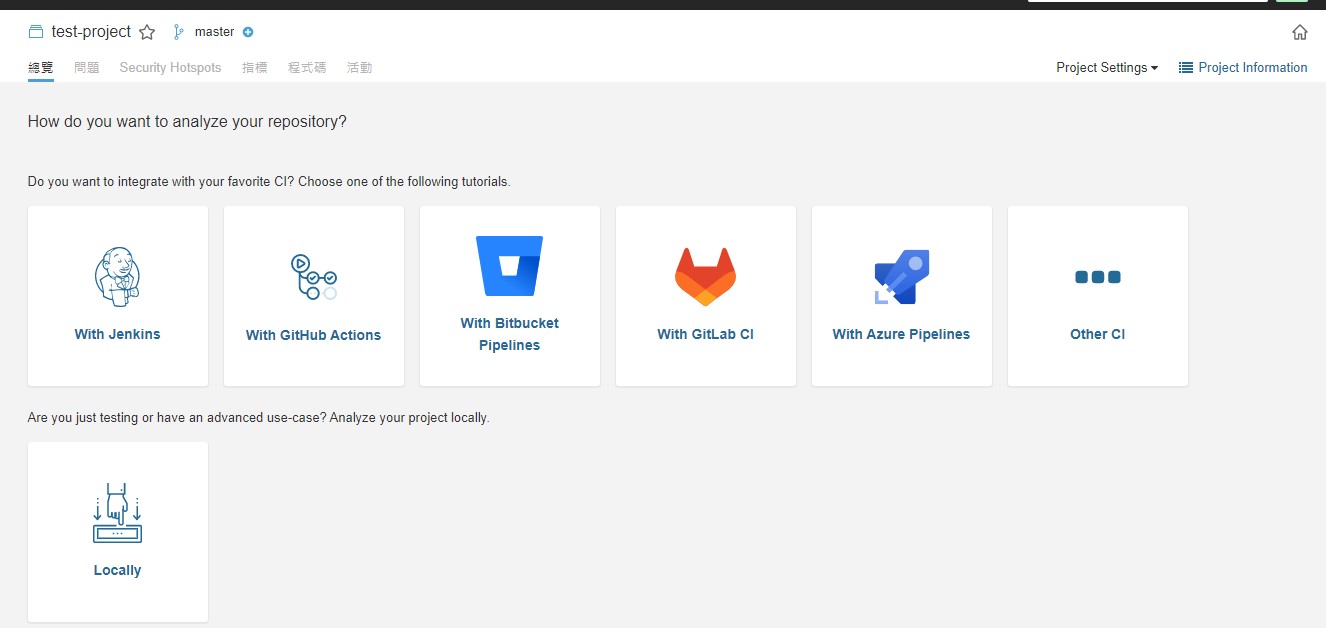 test-project master
總覽 問題 Security Hotspots 指標 程式碼 活動 Project Settings Project Information
How do you want to analyze your repository?
Do you want to integrate with your favorite CI? Choose one of the following tutorials.
With Jenkins
With GitHub Actions
With Bitbucket
Pipelines
With GitLab CI
With Azure Pipelines
Other CI
Are you just testing or have an advanced use-case? Analyze your project locally.
Locally